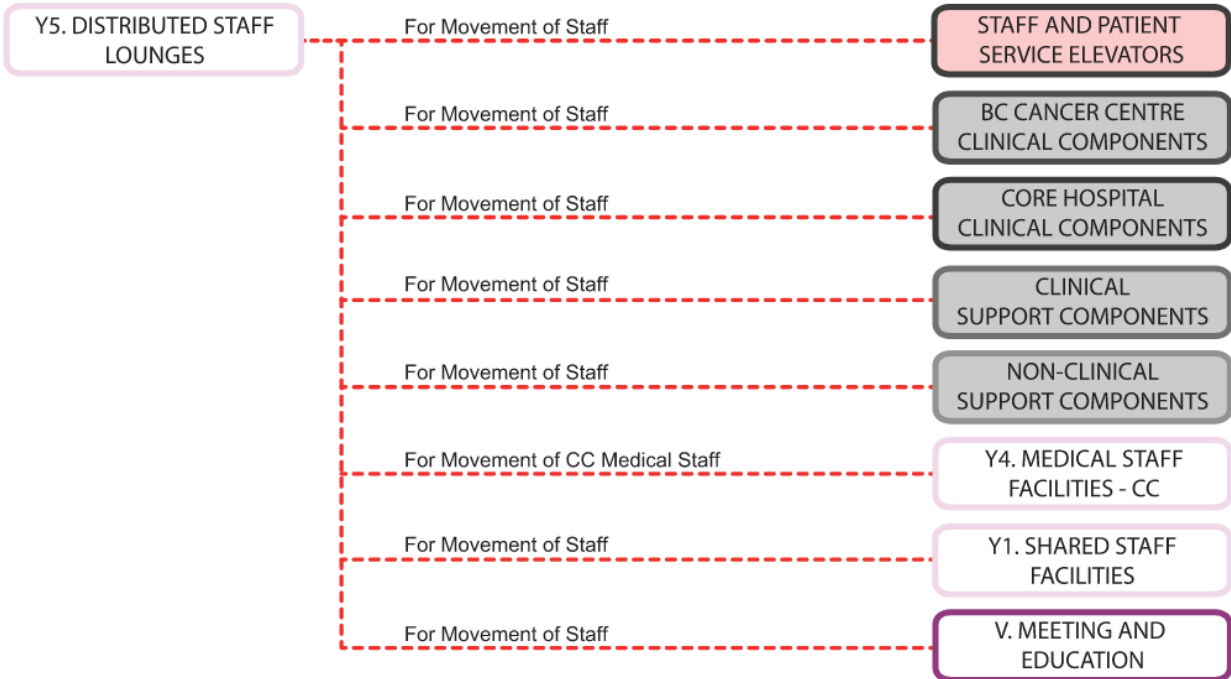 Y5. DISTRIBUTED STAFF
LOUNGES
For Movement of Staff
STAFF AND PATIENT
SERVICE ELEVATORS
For Movement of Staff
BC CANCER CENTRE
CLINICAL COMPONENTS
For Movement of Staff
CORE HOSPITAL
CLINICAL COMPONENTS
For Movement of Staff
CLINICAL
SUPPORT COMPONENTS
For Movement of Staff
NON-CLINICAL
SUPPORT COMPONENTS
For Movement of CC Medical Staff
Y4. MEDICAL STAFF
FACILITIES - CC
For Movement of Staff
Y1. SHARED STAFF
FACILITIES
For Movement of Staff
V. MEETING AND
EDUCATION